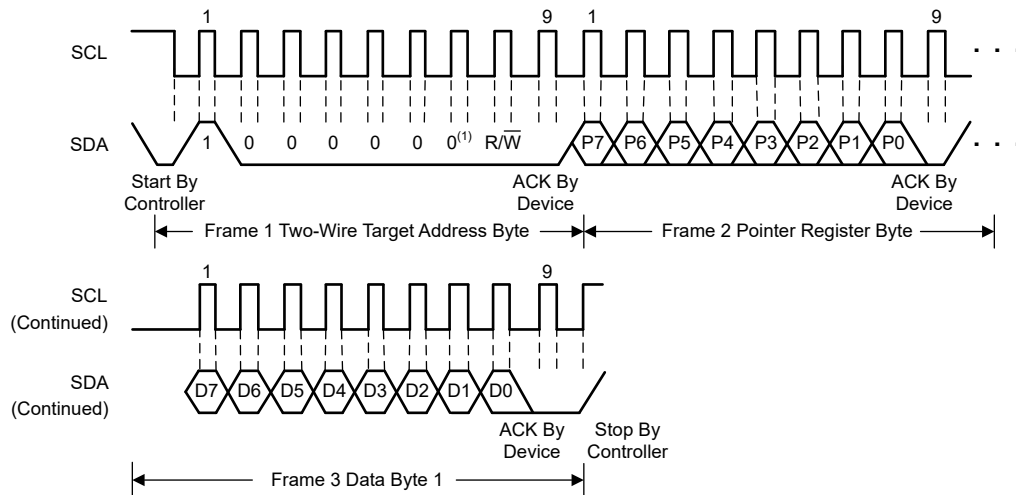 1 9 1 9
SCL . . .
SDA 1 0 0 0 0 0 0(1) R/W P7 P6 P5 P4 P3 P2 P1 P0 . . .
Start By Controller ACK By Device ACK By Device
Frame 1 Two-Wire Target Address Byte Frame 2 Pointer Register Byte
1 9
SCL (Continued)
SDA (Continued) D7 D6 D5 D4 D3 D2 D1 D0
ACK By Device Stop By Controller
Frame 3 Data Byte 1